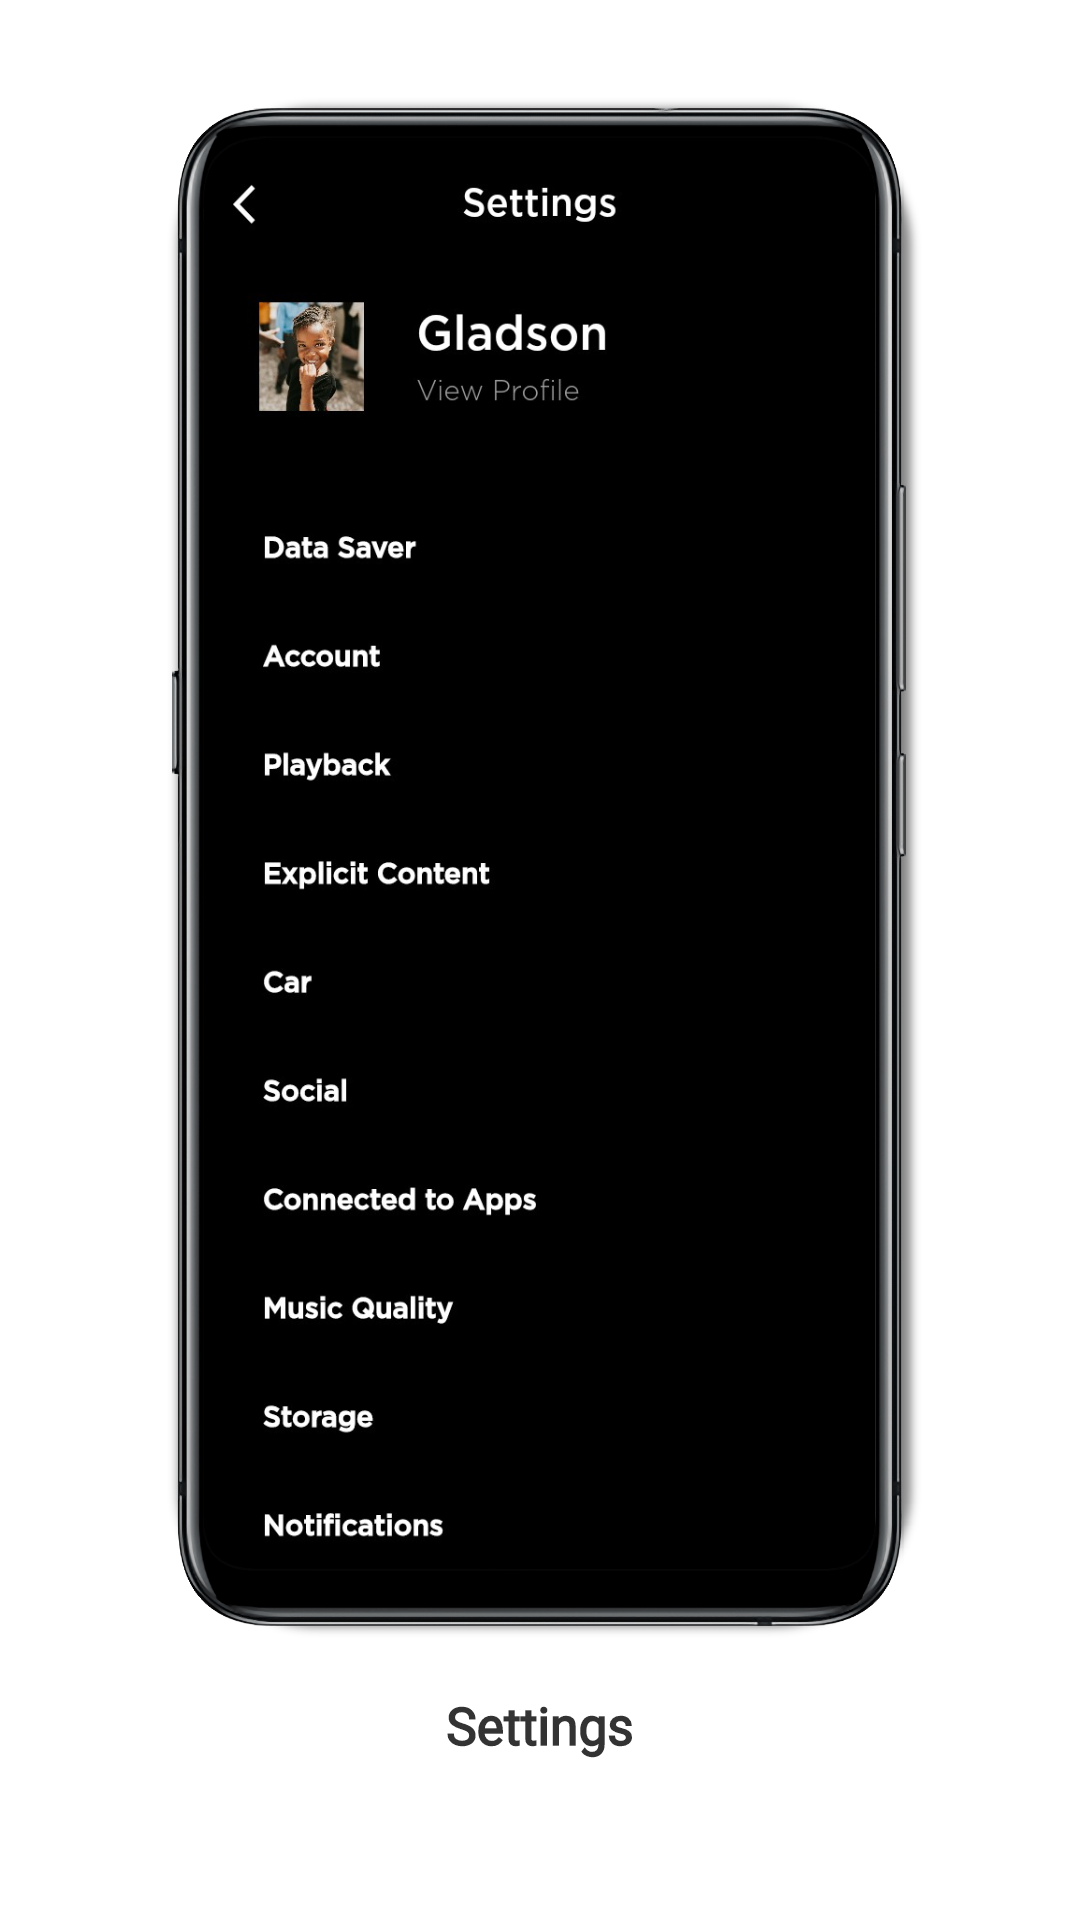 Settings
Gladson
View Profile
Data Saver
Account
Playback
Explicit Content
Car
Social
Connected to Apps
Music Quality
Storage
Notifications
Settings